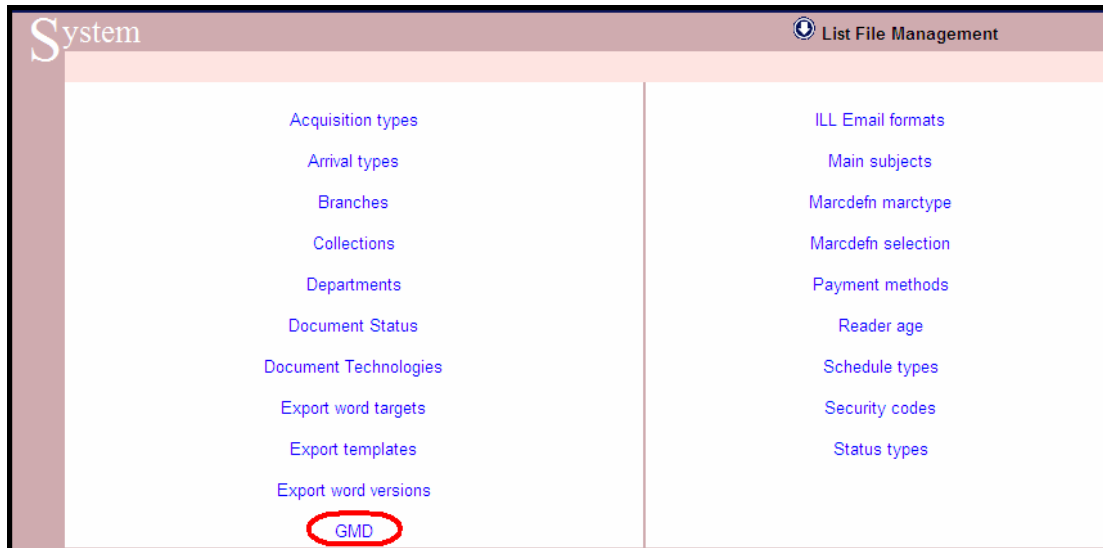 System
List File Management
Acquisition types
Arrival types
Branches
Collections
Departments
Document Status
Document Technologies
Export word targets
Export templates
Export word versions
GMD
ILL Email formats
Main subjects
Marcdefn marctype
Marcdefn selection
Payment methods
Reader age
Schedule types
Security codes
Status types